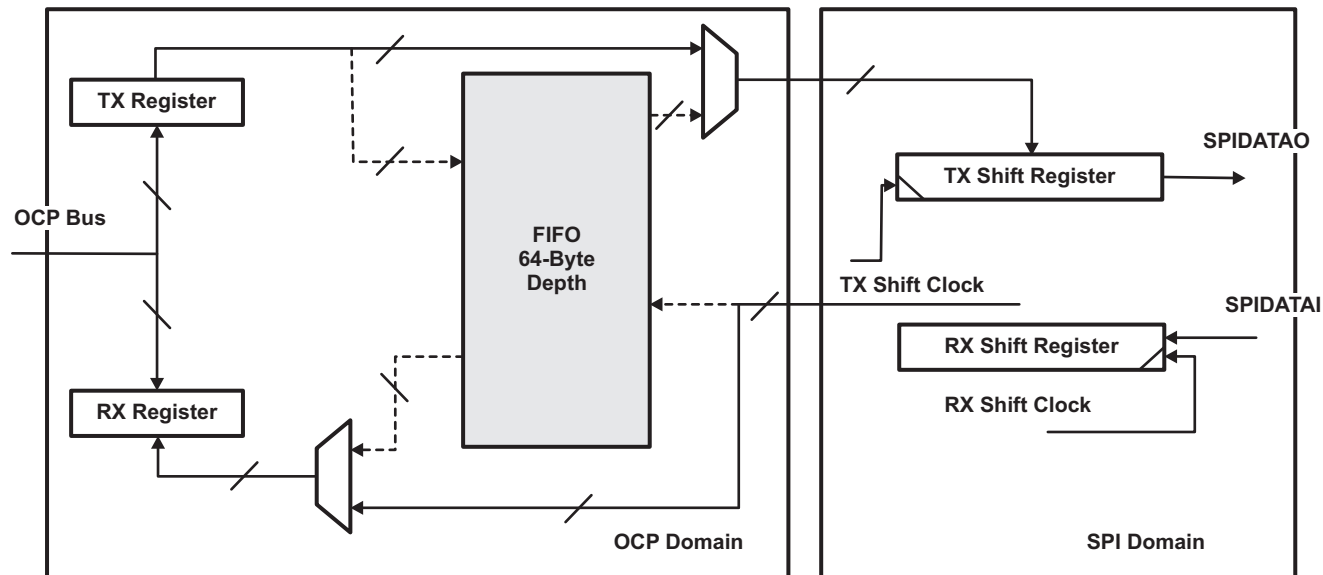 TX Register
SPIDATAO
TX Shift Register
OCP Bus
FIFO
64-Byte
Depth
TX Shift Clock
SPIDATAI
RX Shift Register
RX Register
RX Shift Clock
OCP Domain
SPI Domain